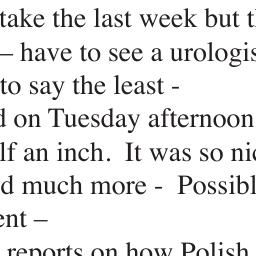 take the last week but t
– have to see a urologis
to say the least -
d on Tuesday afternoon
lf an inch.  It was so ni
d much more -  Possibl
ent –
reports on how Polish